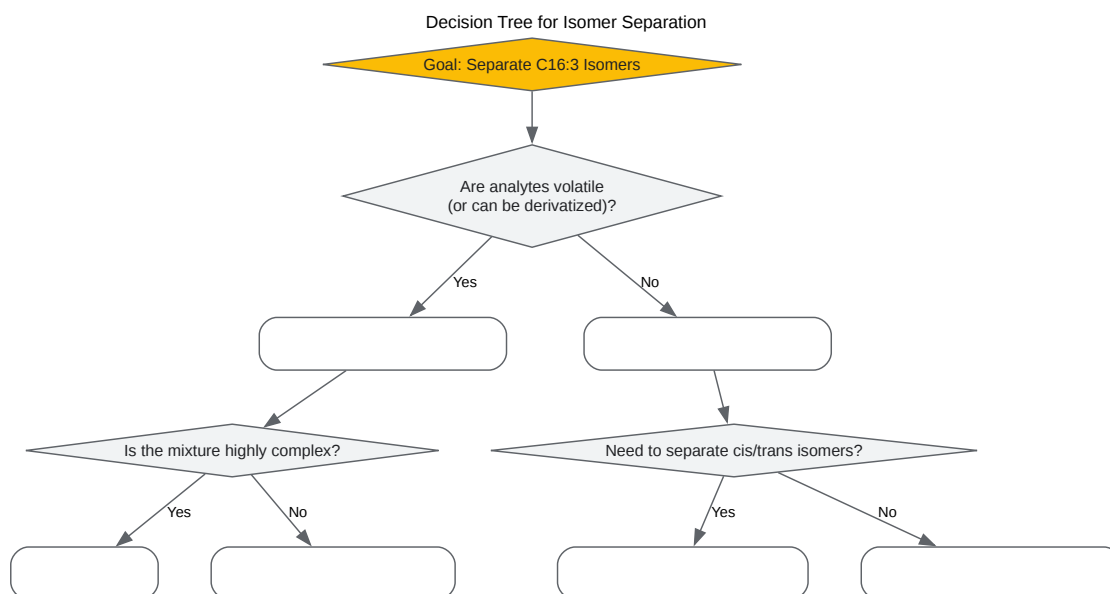 Decision Tree for Isomer Separation
Goal: Separate C16:3 Isomers
Are analytes volatile
(or can be derivatized)?
Yes
No
Is the mixture highly complex?
Need to separate cis/trans isomers?
Yes
No
Yes
No